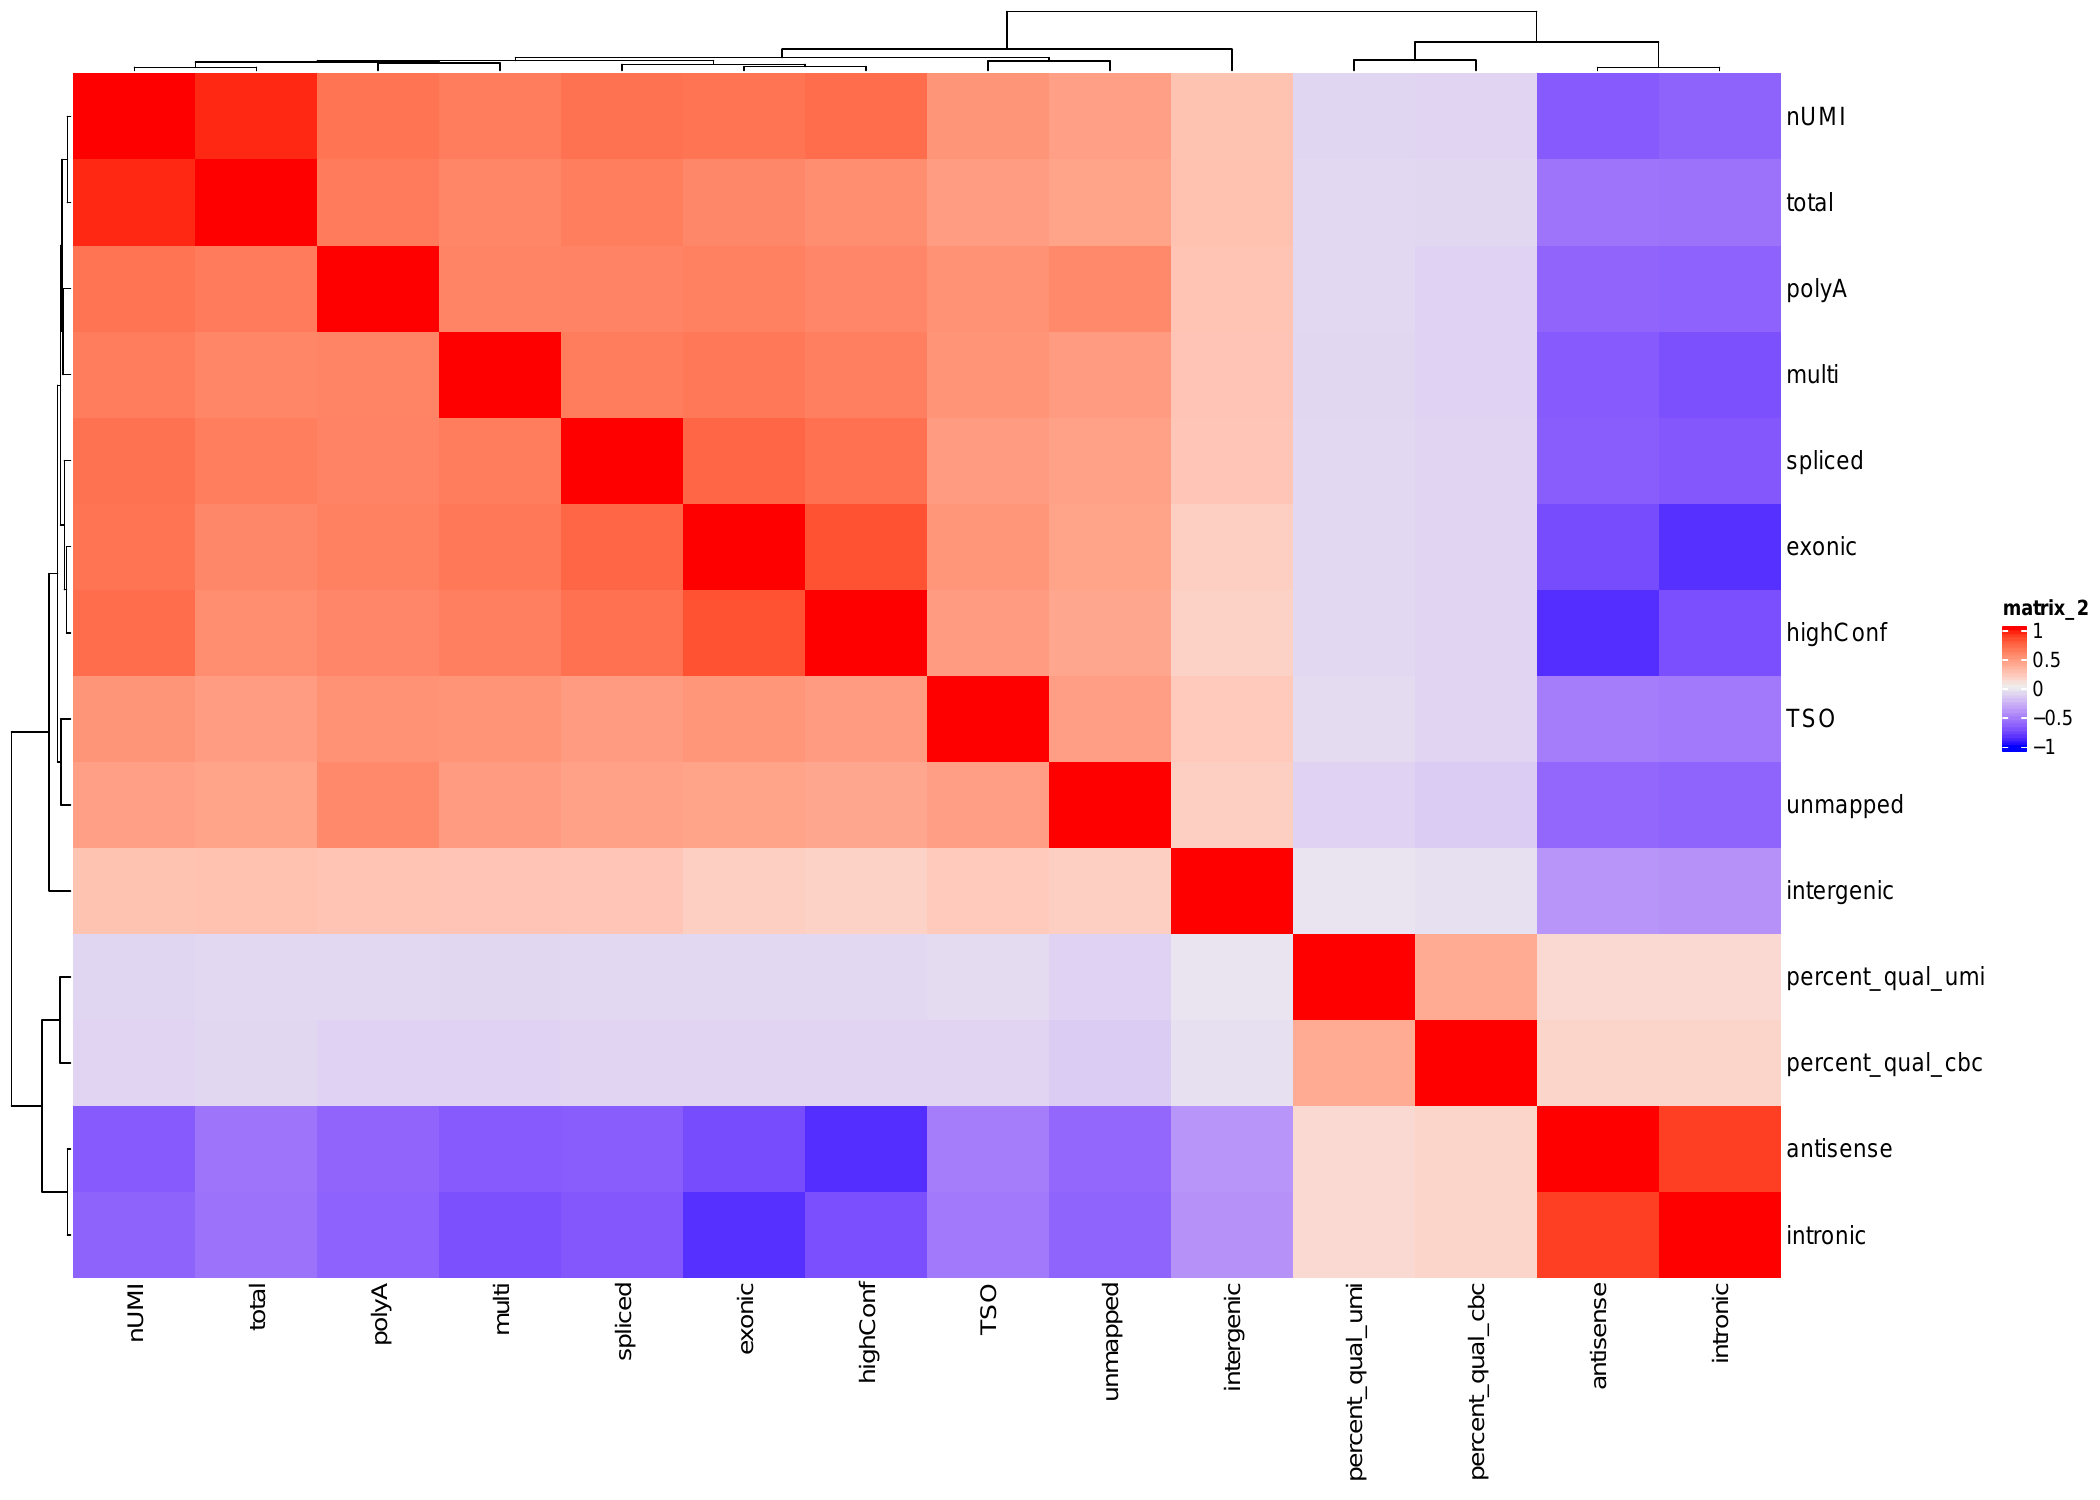 nUMI
total
polyA
multi
spliced
exonic
highConf
TSO
unmapped
intergenic
percent_qual_umi
percent_qual_cbc
antisense
intronic
matrix_2
1
0.5
0
−0.5
−1
nUMI
total
polyA
multi
spliced
exonic
highConf
TSO
unmapped
intergenic
percent_qual_umi
percent_qual_cbc
antisense
intronic